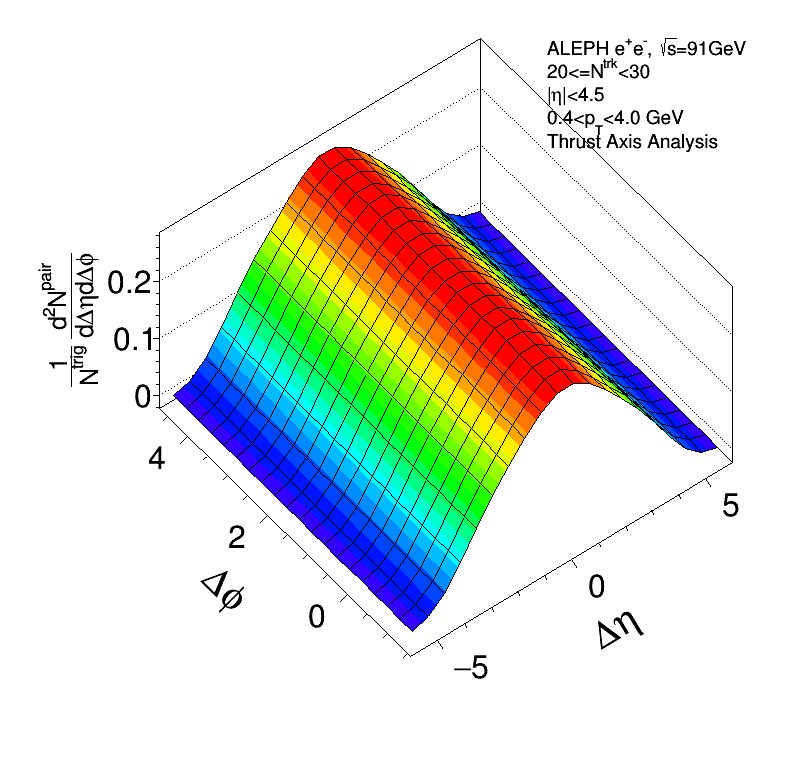 ALEPH e⁺e⁻, √s=91GeV
20<=Nᵗʳᵏ<30
|η|<4.5
0.4<p_T<4.0 GeV
Thrust Axis Analysis
1 d²N^pair
N^trig dΔηdΔϕ
0.2
0.1
0
4
2
0
Δϕ
−5
0
5
Δη